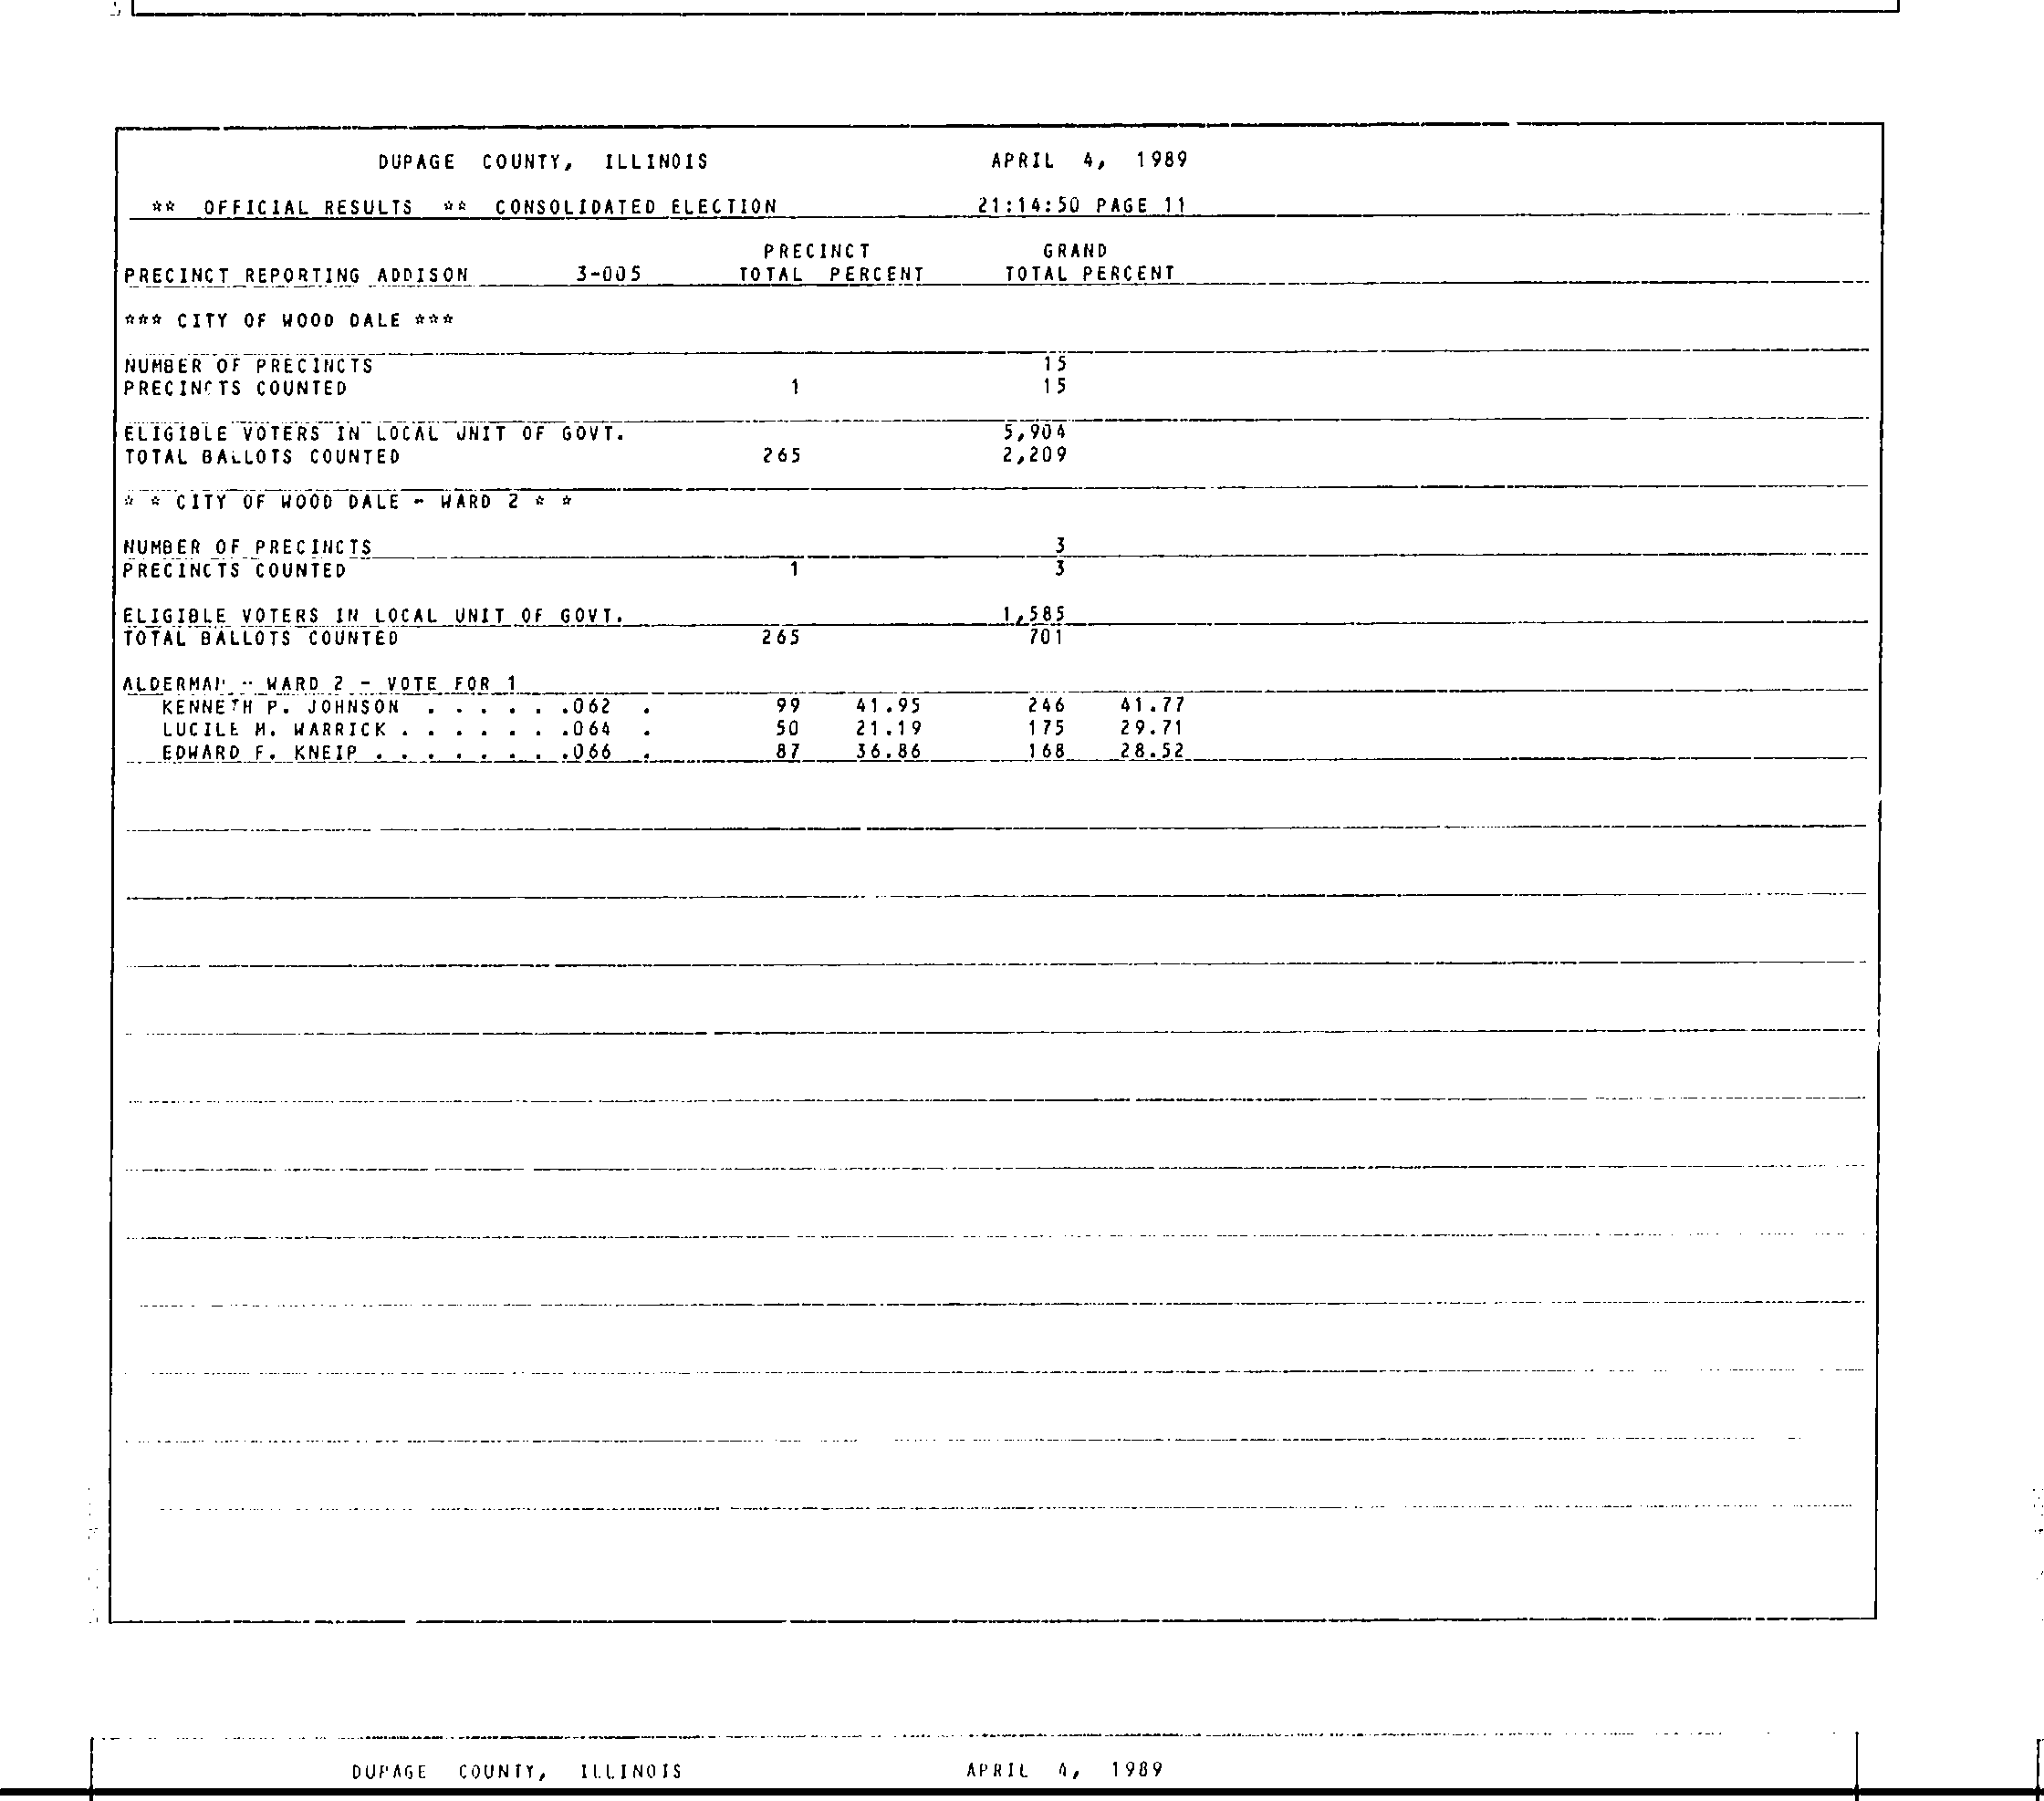 DUPAGE COUNTY, ILLINOIS APRIL 4, 1989
** OFFICIAL RESULTS ** CONSOLIDATED ELECTION 21:14:50 PAGE 11
PRECINCT GRAND
PRECINCT REPORTING ADDISON 3-005 TOTAL PERCENT TOTAL PERCENT
*** CITY OF WOOD DALE ***
NUMBER OF PRECINCTS 15
PRECINCTS COUNTED 1 15
ELIGIBLE VOTERS IN LOCAL UNIT OF GOVT. 5,904
TOTAL BALLOTS COUNTED 265 2,209
* * CITY OF WOOD DALE - WARD 2 * *
NUMBER OF PRECINCTS 3
PRECINCTS COUNTED 1 3
ELIGIBLE VOTERS IN LOCAL UNIT OF GOVT. 1,585
TOTAL BALLOTS COUNTED 265 701
ALDERMAN - WARD 2 - VOTE FOR 1
KENNETH P. JOHNSON . . . . . .062 . 99 41.95 246 41.77
LUCILE M. WARRICK . . . . . . .064 . 50 21.19 175 29.71
EDWARD F. KNEIP . . . . . . . .066 . 87 36.86 168 28.52
DUPAGE COUNTY, ILLINOIS APRIL 4, 1989